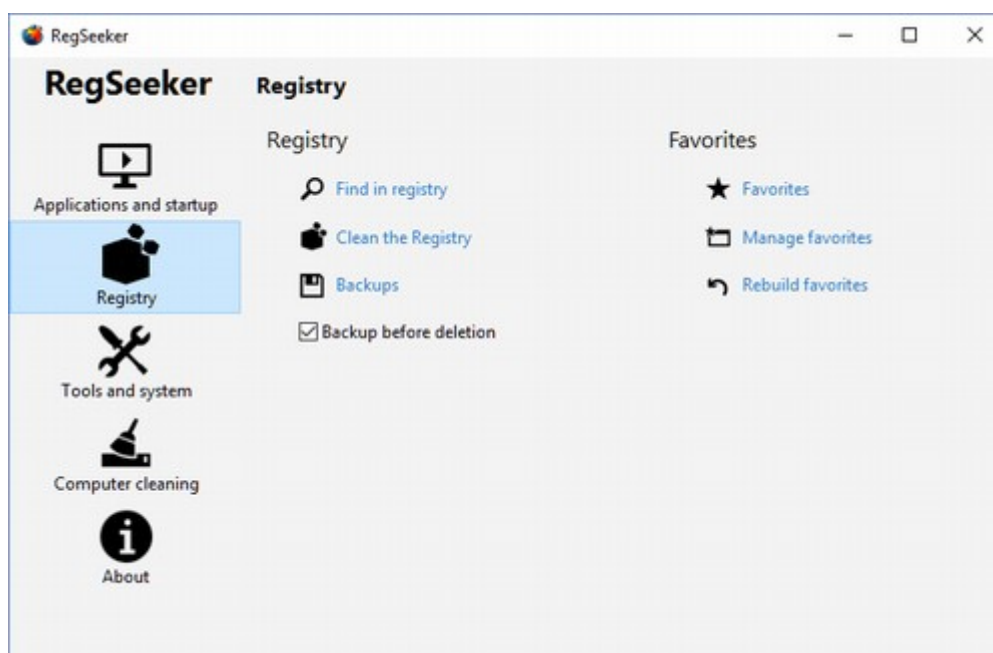 RegSeeker
RegSeeker
Applications and startup
Registry
Tools and system
Computer cleaning
About
Registry
Registry
Find in registry
Clean the Registry
Backups
Backup before deletion
Favorites
Favorites
Manage favorites
Rebuild favorites